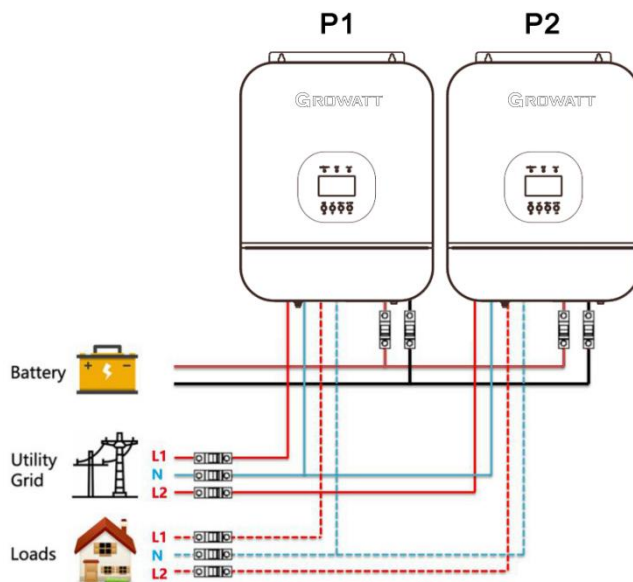 P1 P2
GROWATT GROWATT
Battery
+ -
Utility
Grid
L1
N
L2
Loads
L1
N
L2